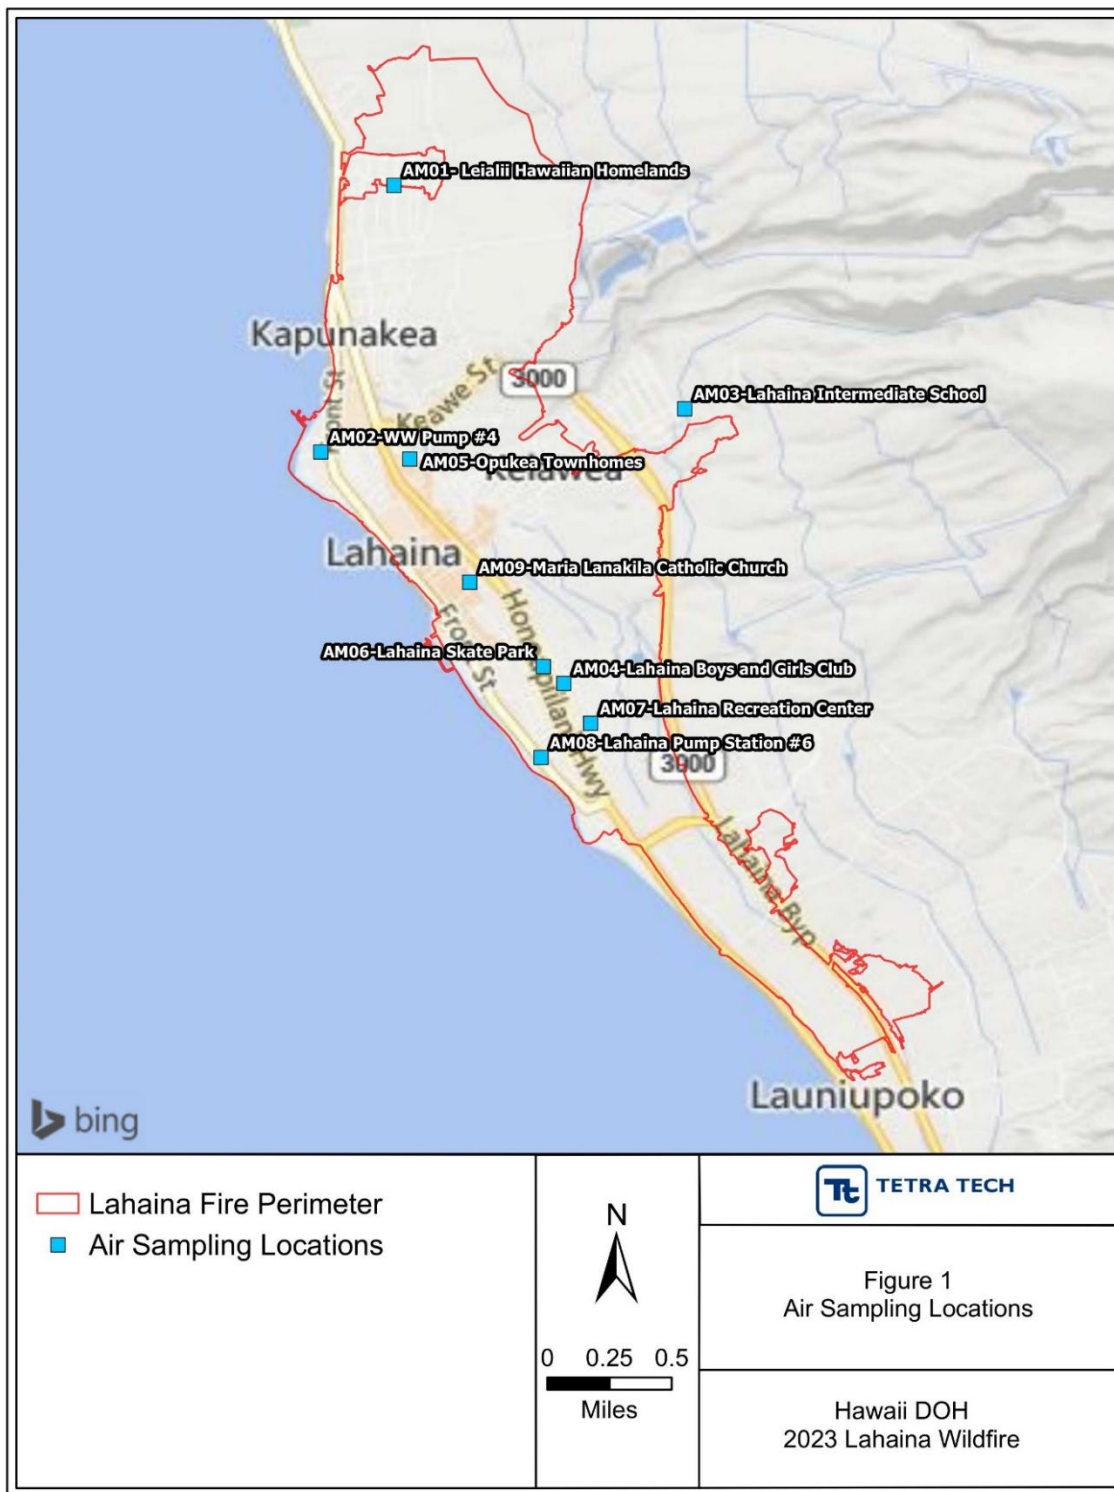 AM01- Leialii Hawaiian Homelands
Kapunakea
Keawe St
3000
AM03-Lahaina Intermediate School
Front St
AM02-WW Pump #4
AM05-Opukea Townhomes
Kelawea
Lahaina
AM09-Maria Lanakila Catholic Church
Honoapiilani Hwy
Front St
AM06-Lahaina Skate Park
AM04-Lahaina Boys and Girls Club
AM07-Lahaina Recreation Center
AM08-Lahaina Pump Station #6
3000
Lahaina Byp
Launiupoko
bing
Lahaina Fire Perimeter
Air Sampling Locations
N
0 0.25 0.5
Miles
Tt TETRA TECH
Figure 1
Air Sampling Locations
Hawaii DOH
2023 Lahaina Wildfire